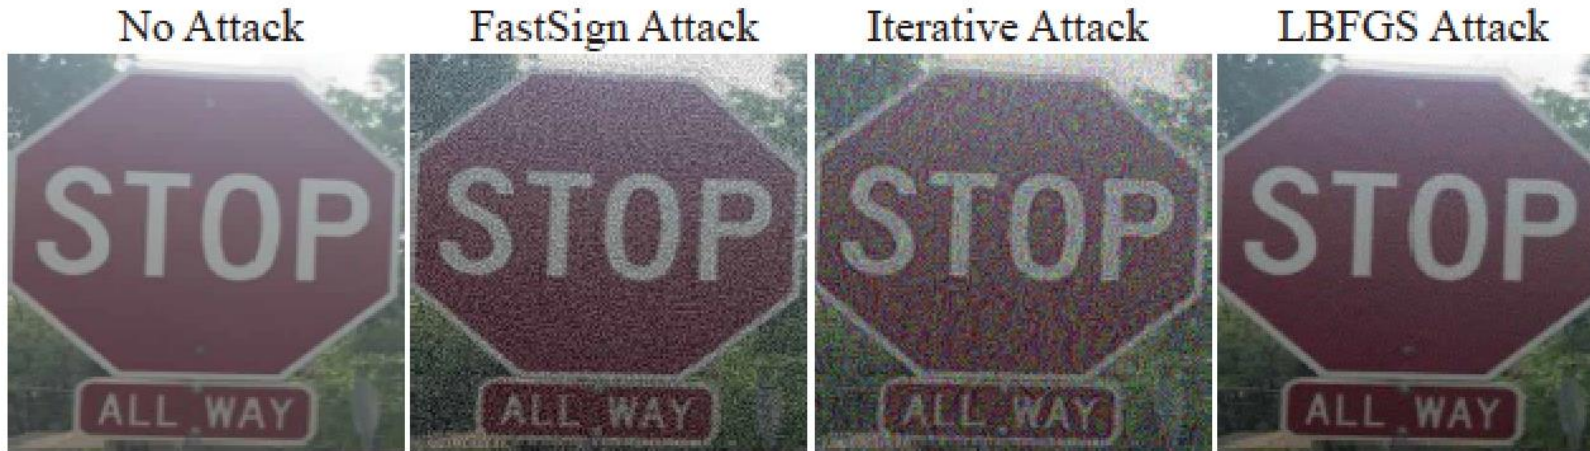 No Attack
FastSign Attack
Iterative Attack
LBFGS Attack
STOP
STOP
STOP
STOP
ALL WAY
ALL WAY
ALL WAY
ALL WAY